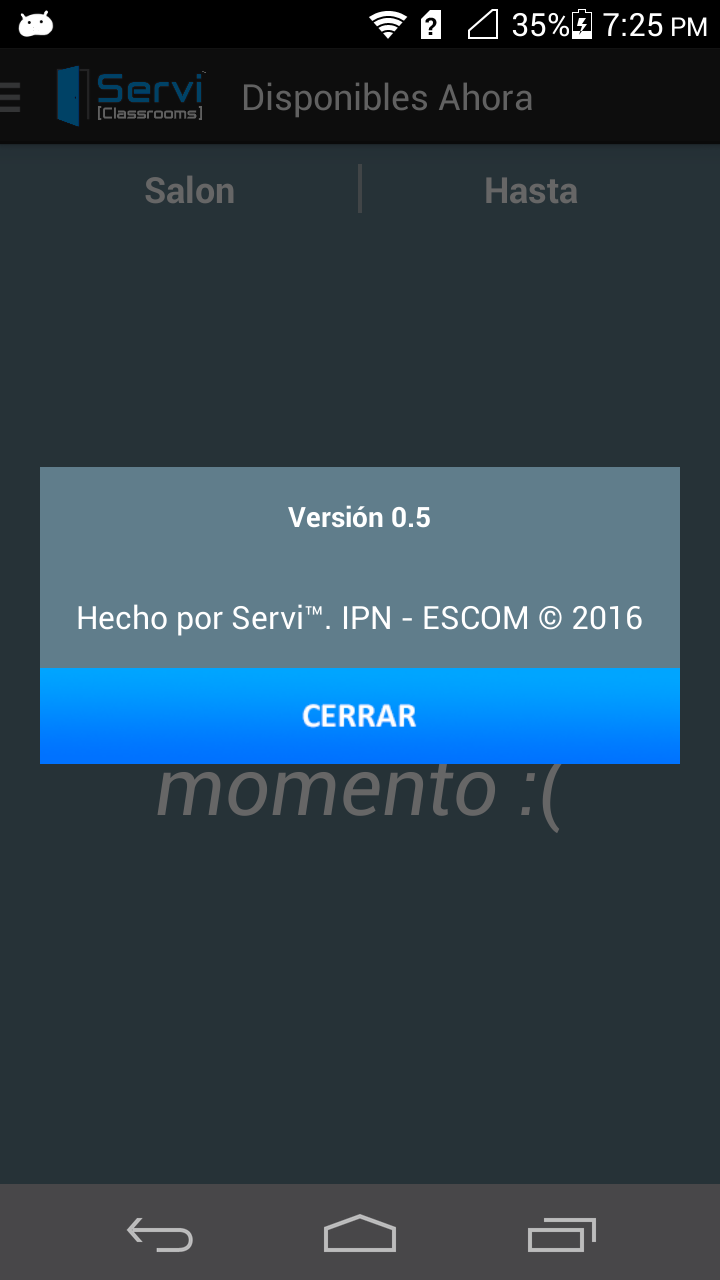 35% 7:25 PM
Servi™
[Classrooms]
Disponibles Ahora
Salon Hasta
Versión 0.5
Hecho por Servi™. IPN - ESCOM © 2016
CERRAR
momento :(